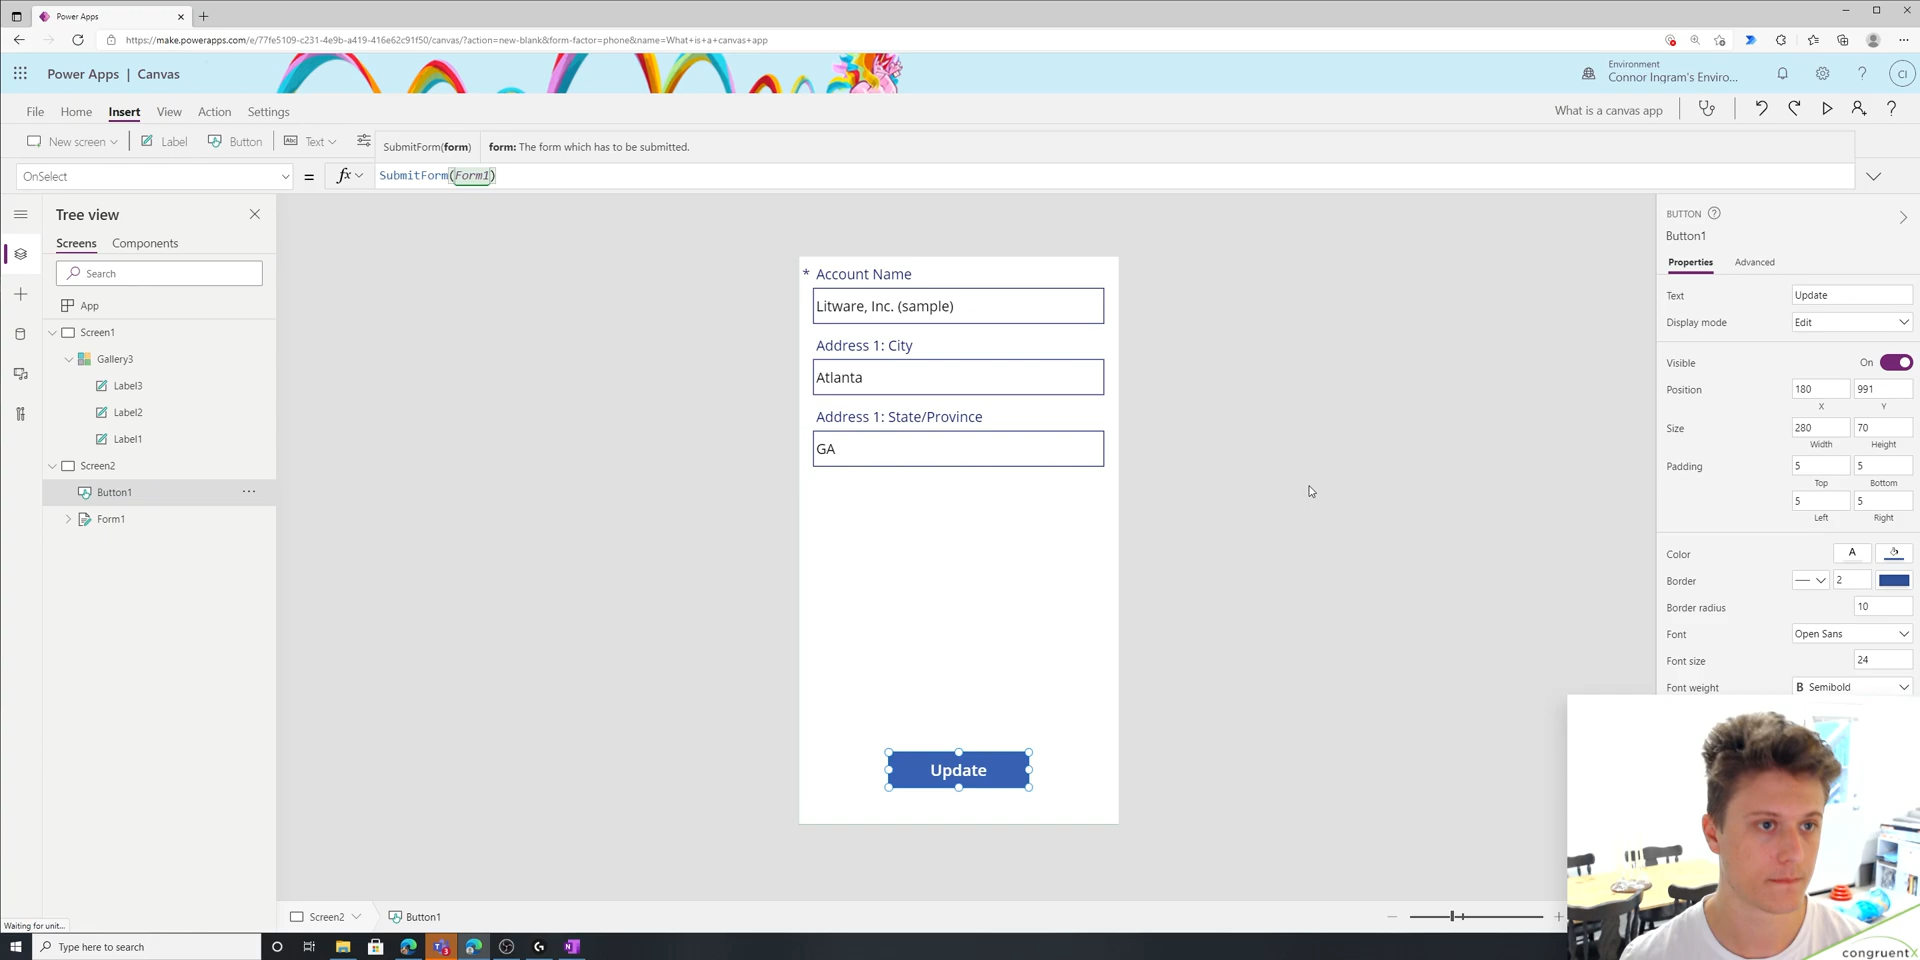 Power Apps
https://make.powerapps.com/e/77fe5109-c231-4e9b-a419-416e62c91f50/canvas/?action=new-blank&form-factor=phone&name=What+is+a+canvas+app
Power Apps | Canvas
Environment
Connor Ingram's Enviro...
CI
File Home Insert View Action Settings
What is a canvas app
New screen Label Button Text
SubmitForm(form) form: The form which has to be submitted.
OnSelect = fx SubmitForm(Form1)
Tree view
Screens Components
Search
App
Screen1
Gallery3
Label3
Label2
Label1
Screen2
Button1 ...
Form1
* Account Name
Litware, Inc. (sample)
Address 1: City
Atlanta
Address 1: State/Province
GA
Update
BUTTON
Button1
Properties Advanced
Text Update
Display mode Edit
Visible On
Position 180 991
X Y
Size 280 70
Width Height
Padding 5 5
Top Bottom
5 5
Left Right
Color A
Border 2
Border radius 10
Font Open Sans
Font size 24
Font weight B Semibold
Screen2 Button1
Waiting for unit...
Type here to search
congruentX